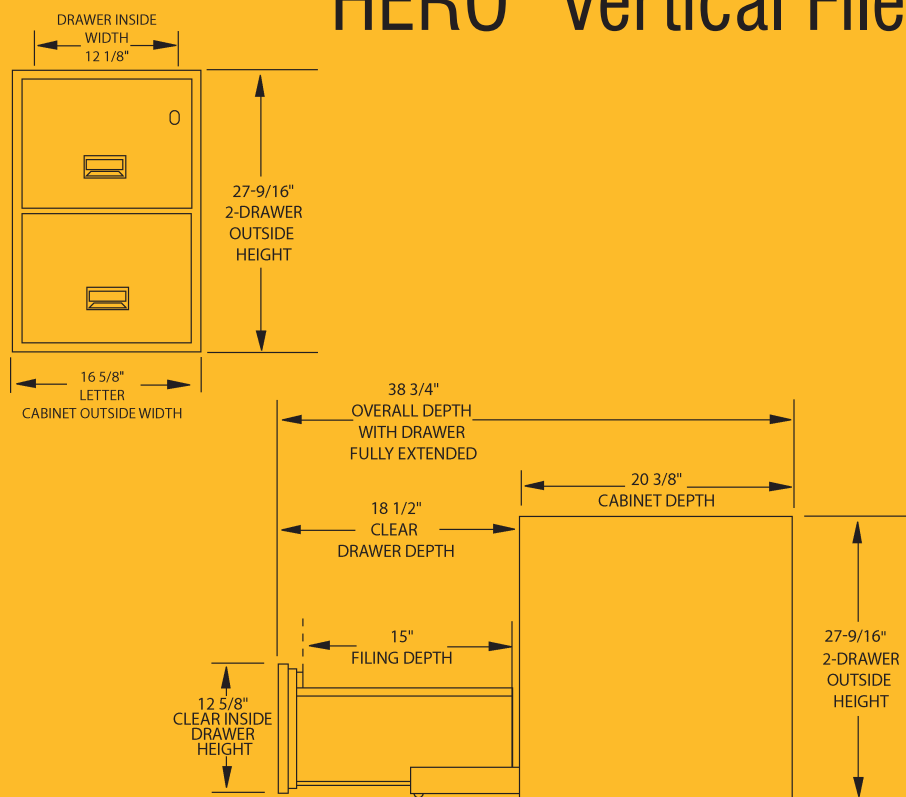 HERO Vertical File
DRAWER INSIDE
WIDTH
12 1/8"
27-9/16"
2-DRAWER
OUTSIDE
HEIGHT
16 5/8"
LETTER
CABINET OUTSIDE WIDTH
38 3/4"
OVERALL DEPTH
WITH DRAWER
FULLY EXTENDED
20 3/8"
CABINET DEPTH
18 1/2"
CLEAR
DRAWER DEPTH
15"
FILING DEPTH
27-9/16"
2-DRAWER
OUTSIDE
HEIGHT
12 5/8"
CLEAR INSIDE
DRAWER
HEIGHT